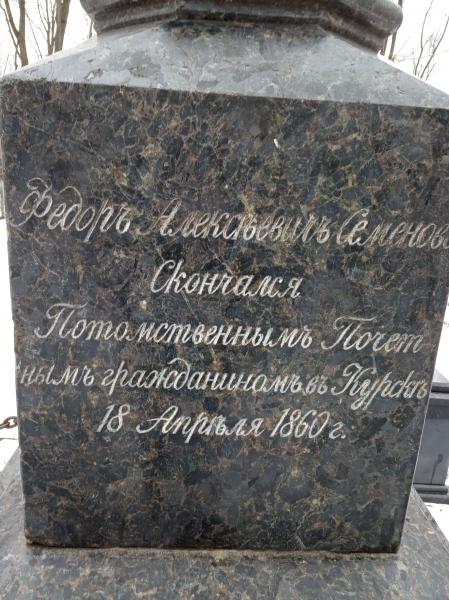 Федоръ Алексѣевичъ Семеновъ
Скончался
Потомственнымъ Почет
нымъ гражданиномъ въ Курскѣ
18 Апрѣля 1860 г.